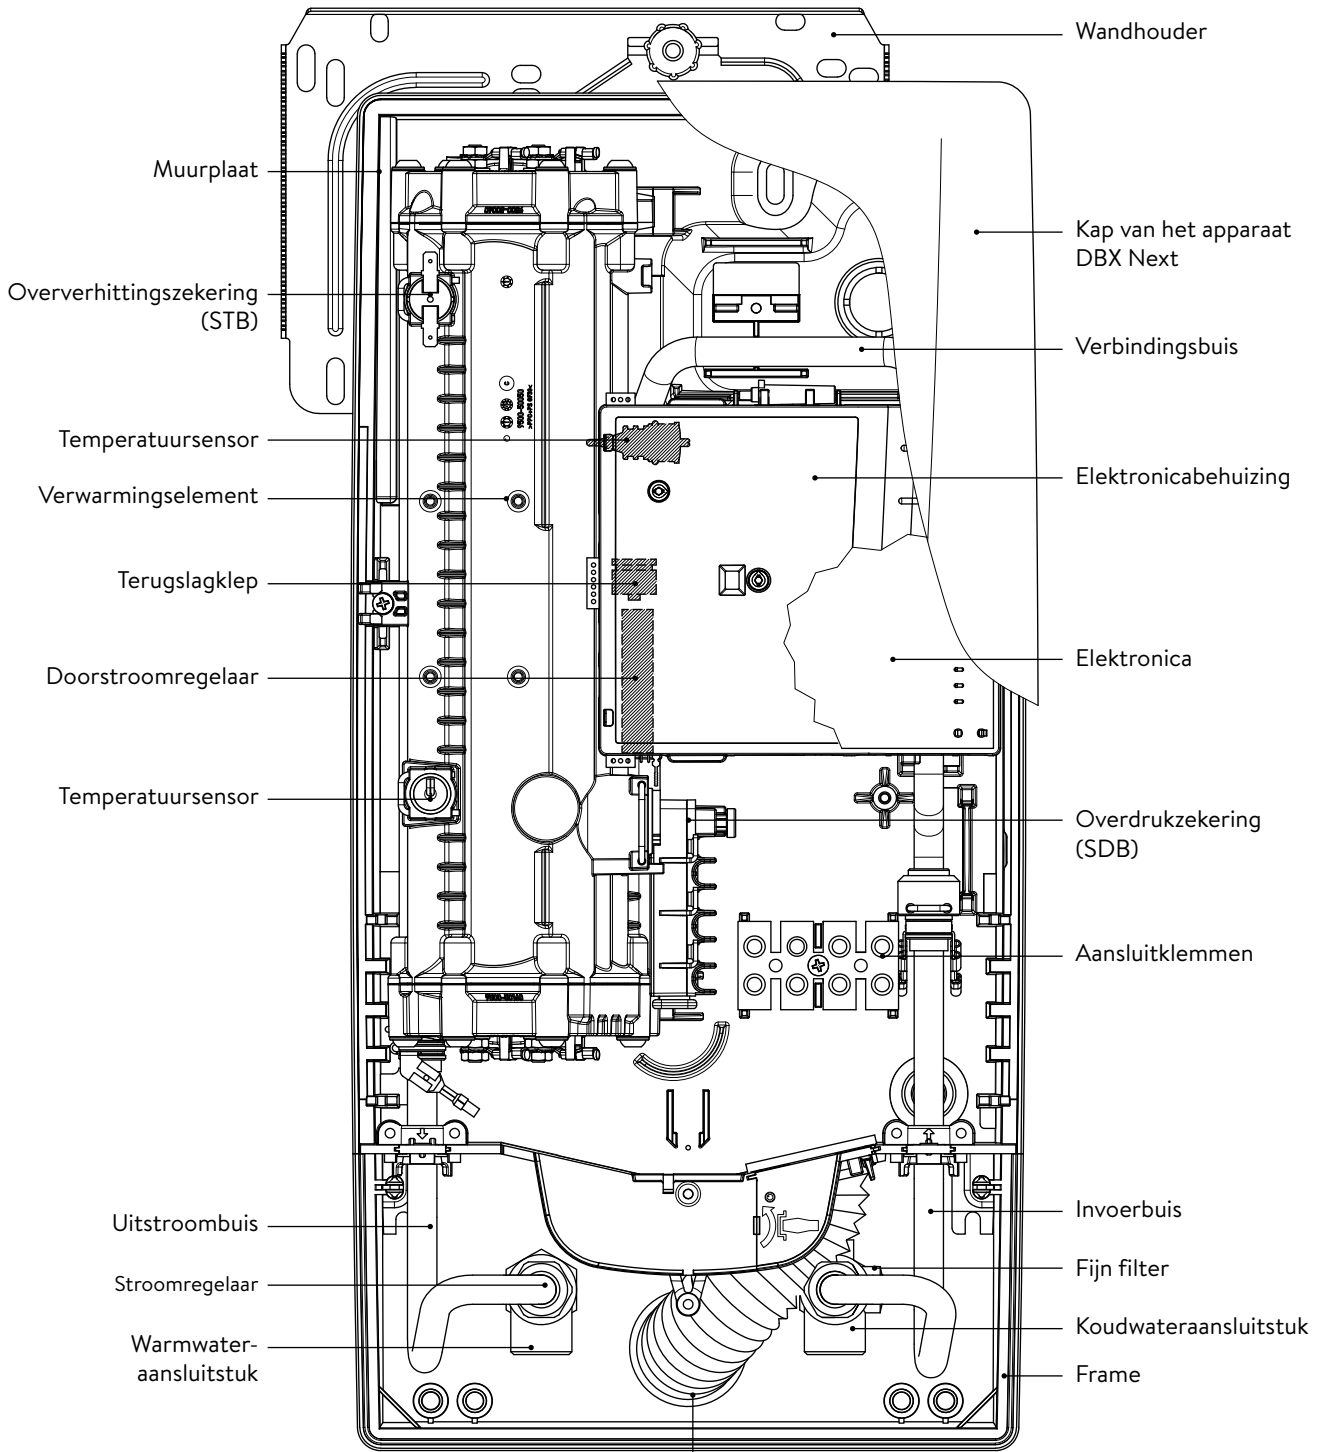 Wandhouder
Muurplaat
Kap van het apparaat
DBX Next
Oververhittingszekering
(STB)
Verbindingsbuis
Temperatuursensor
Elektronicabehuizing
Verwarmingselement
Terugslagklep
Elektronica
Doorstroomregelaar
Temperatuursensor
Overdrukzekering
(SDB)
Aansluitklemmen
Uitstroombuis
Invoerbuis
Stroomregelaar
Fijn filter
Warmwater-
aansluitstuk
Koudwateraansluitstuk
Frame